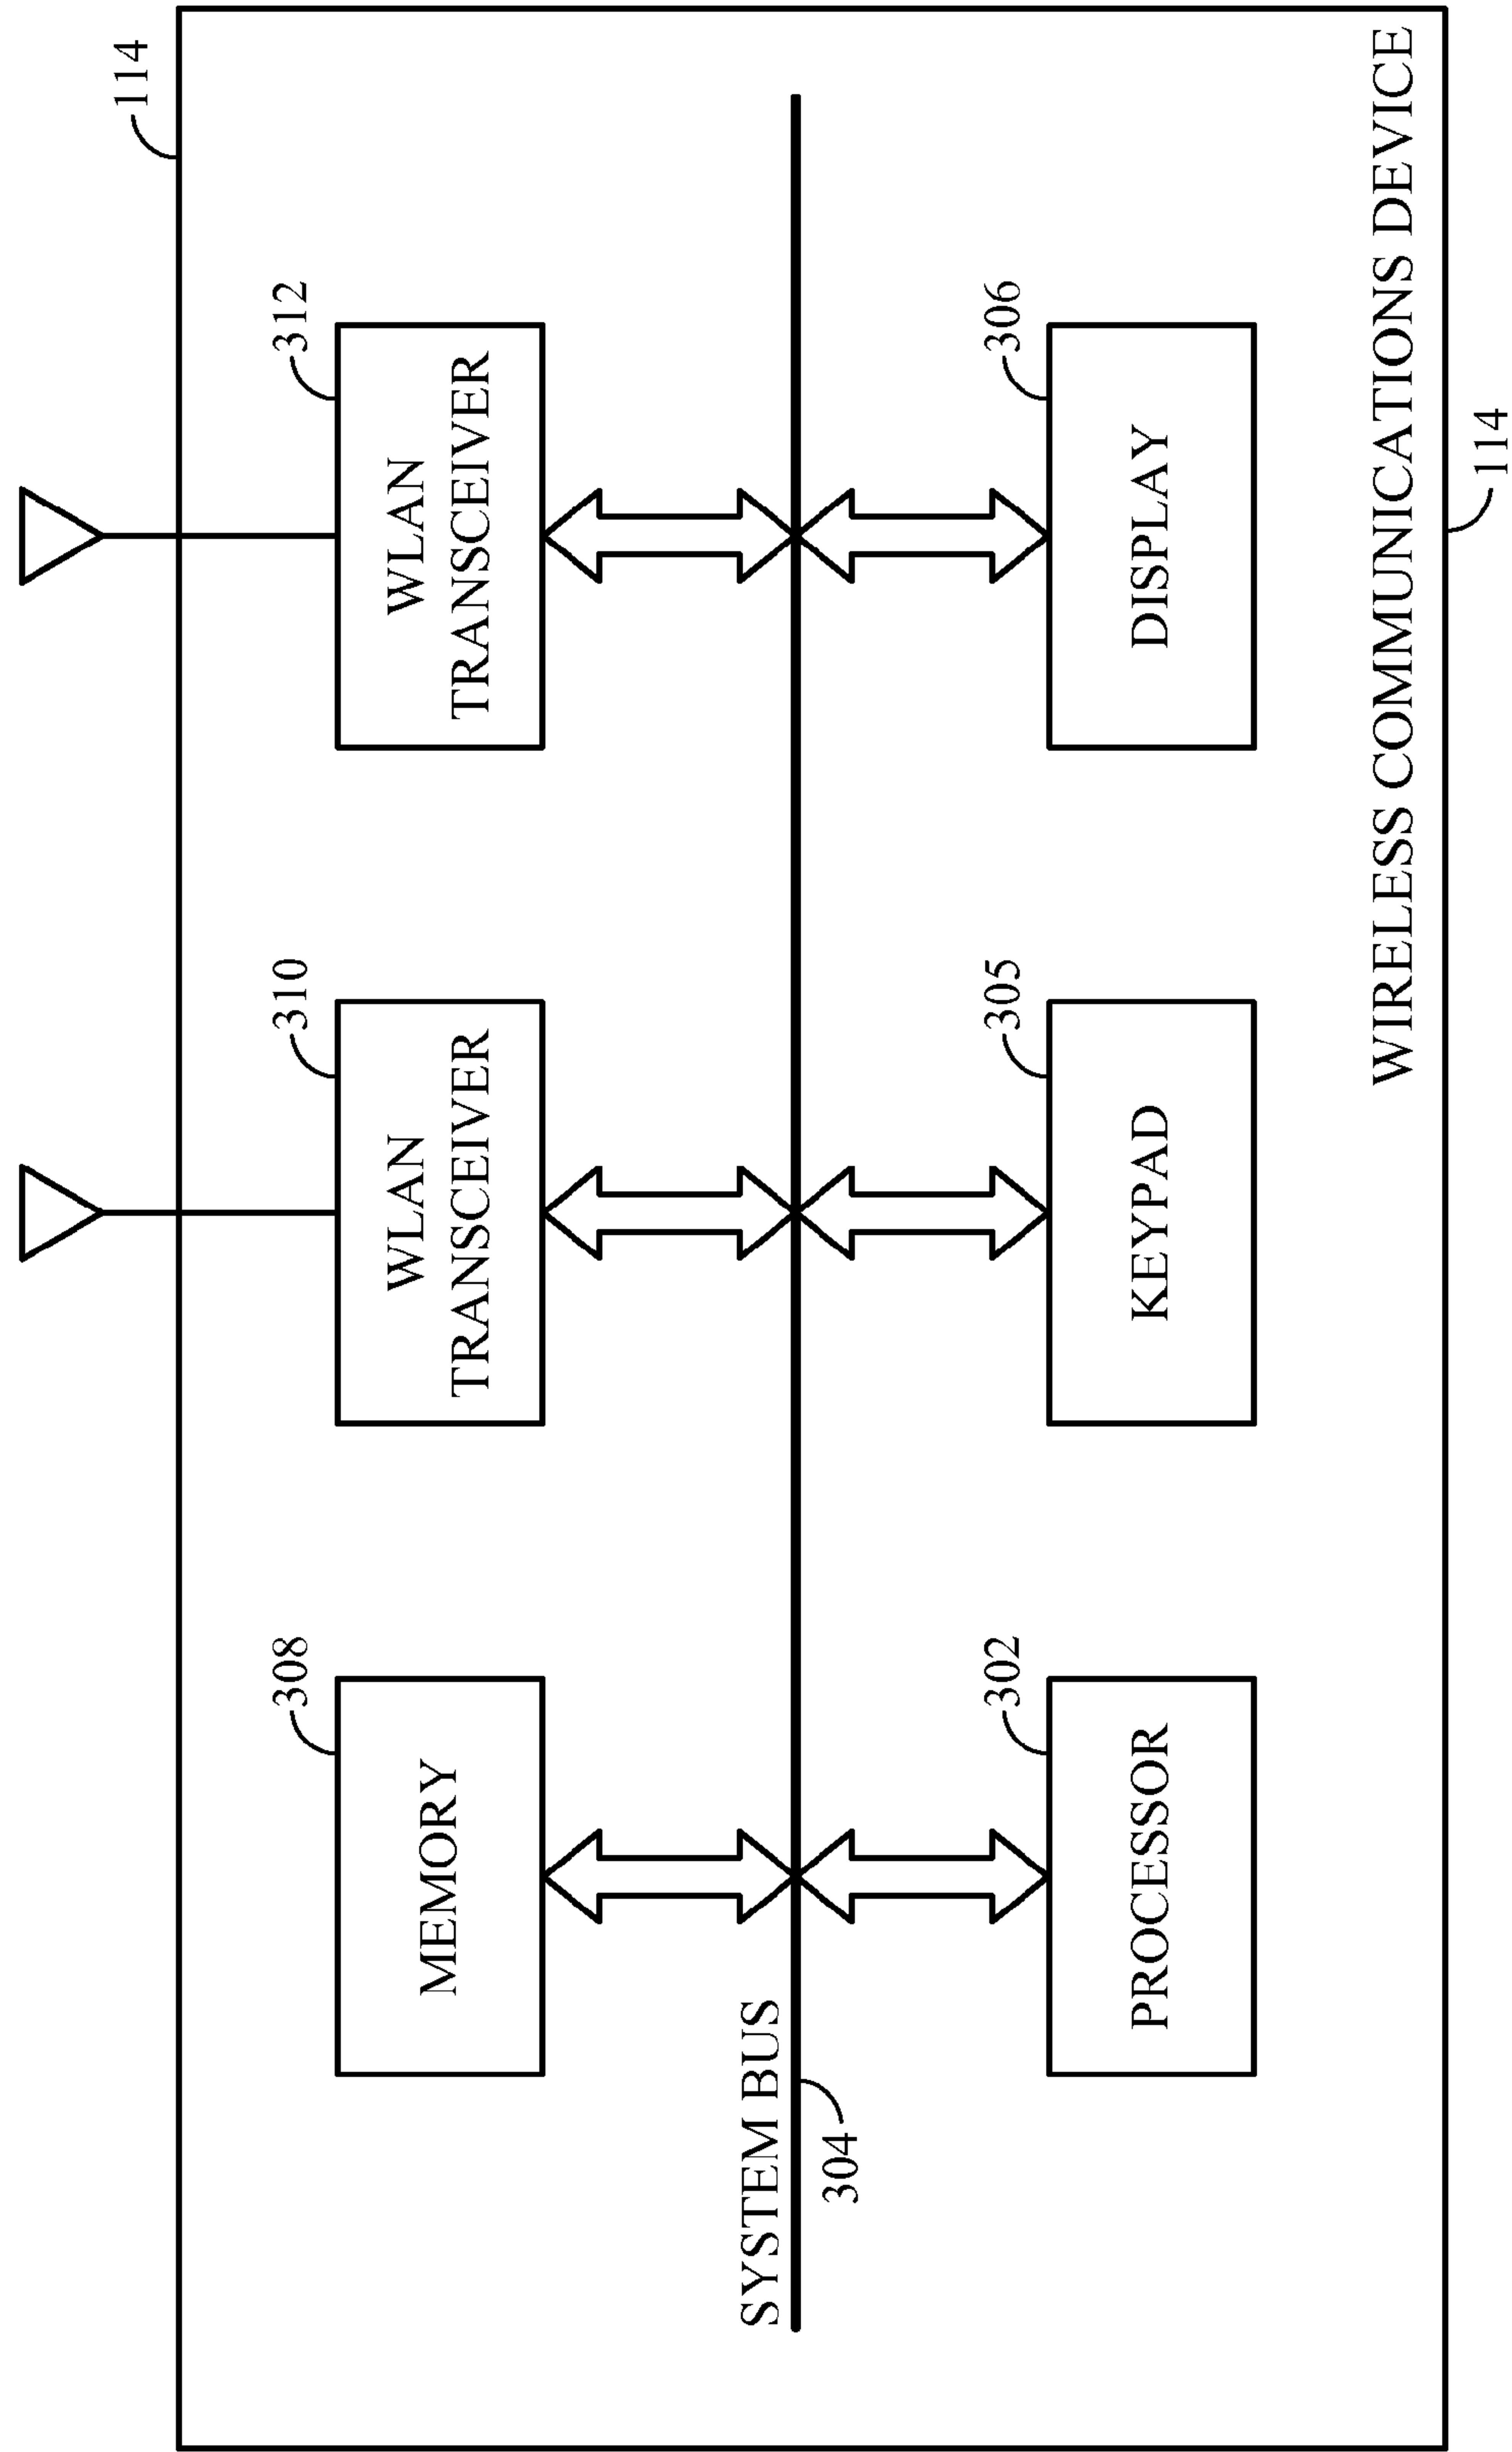 114
308
310
312
MEMORY
WLAN
TRANSCEIVER
WLAN
TRANSCEIVER
SYSTEM BUS
304
302
305
306
PROCESSOR
KEYPAD
DISPLAY
WIRELESS COMMUNICATIONS DEVICE
114